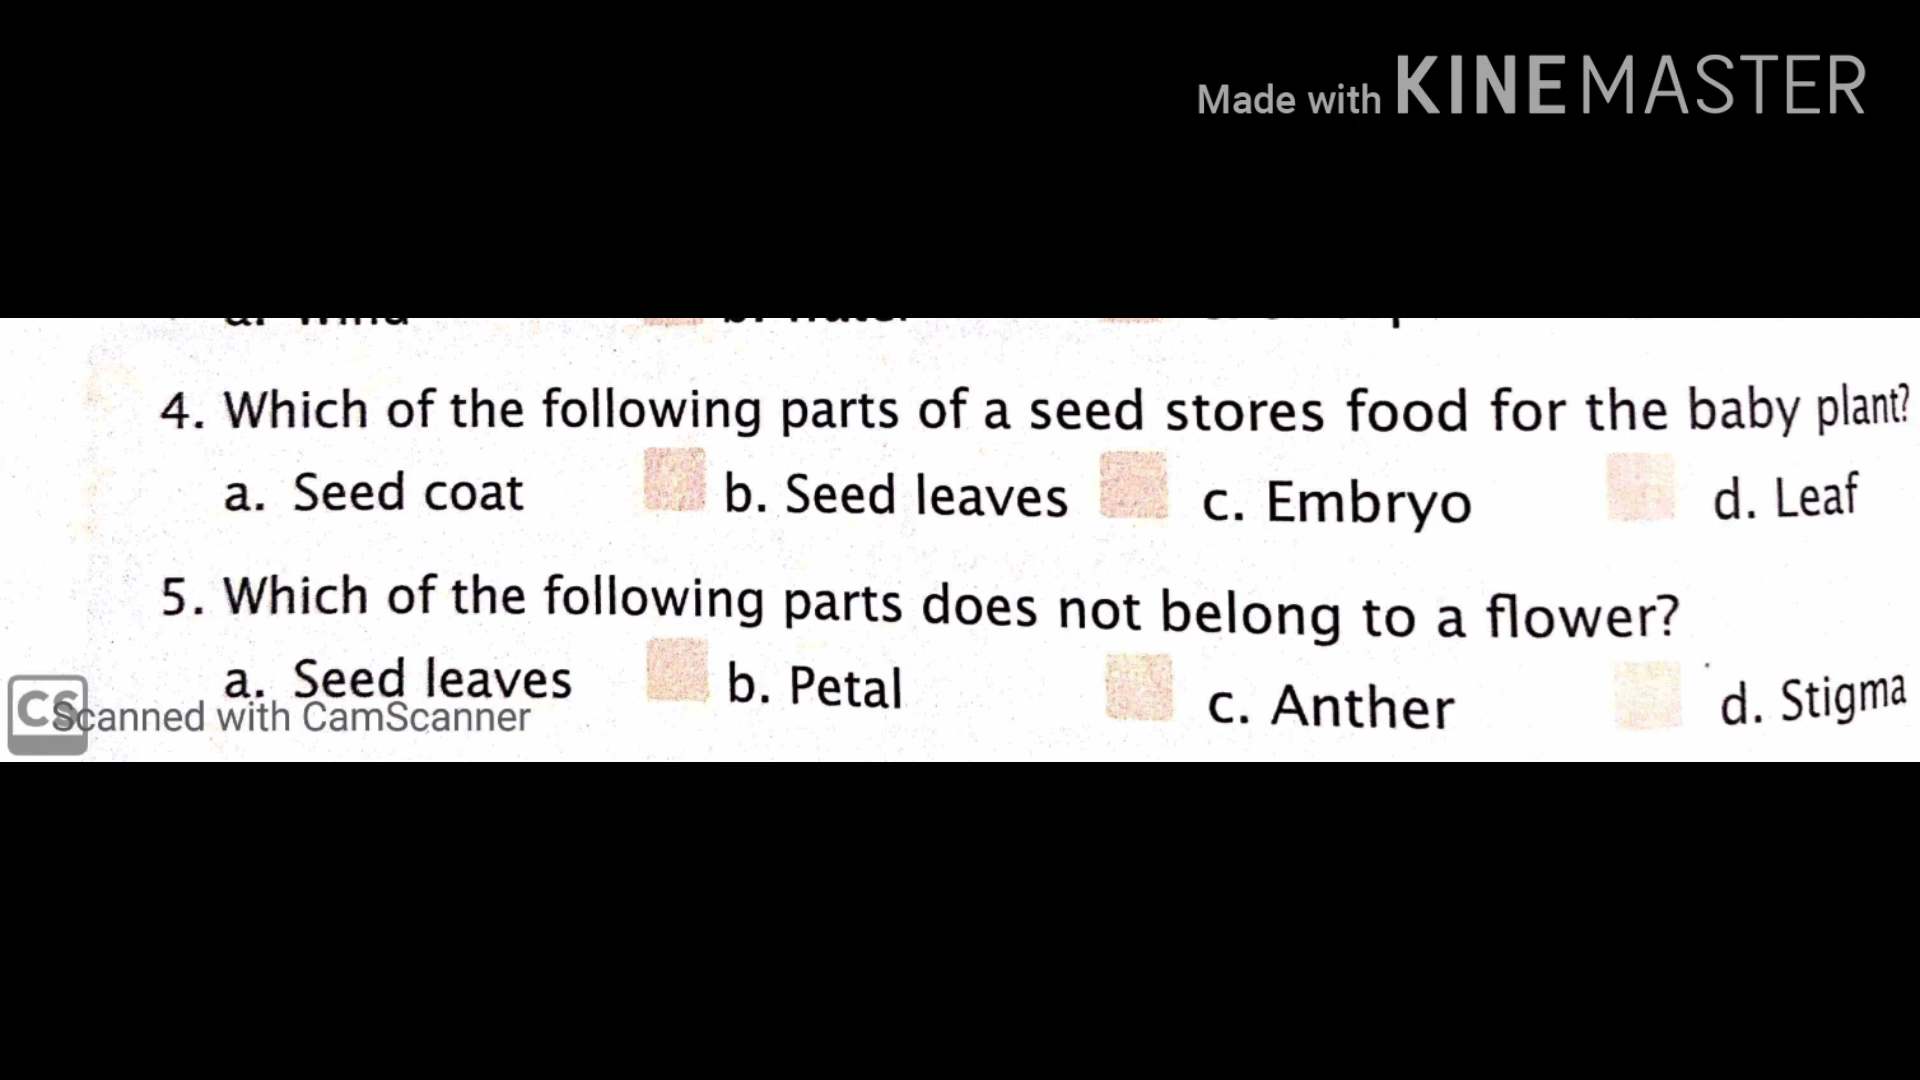 Made with KINEMASTER
4. Which of the following parts of a seed stores food for the baby plant?
a. Seed coat b. Seed leaves c. Embryo d. Leaf
5. Which of the following parts does not belong to a flower?
a. Seed leaves b. Petal c. Anther d. Stigma
CS Scanned with CamScanner